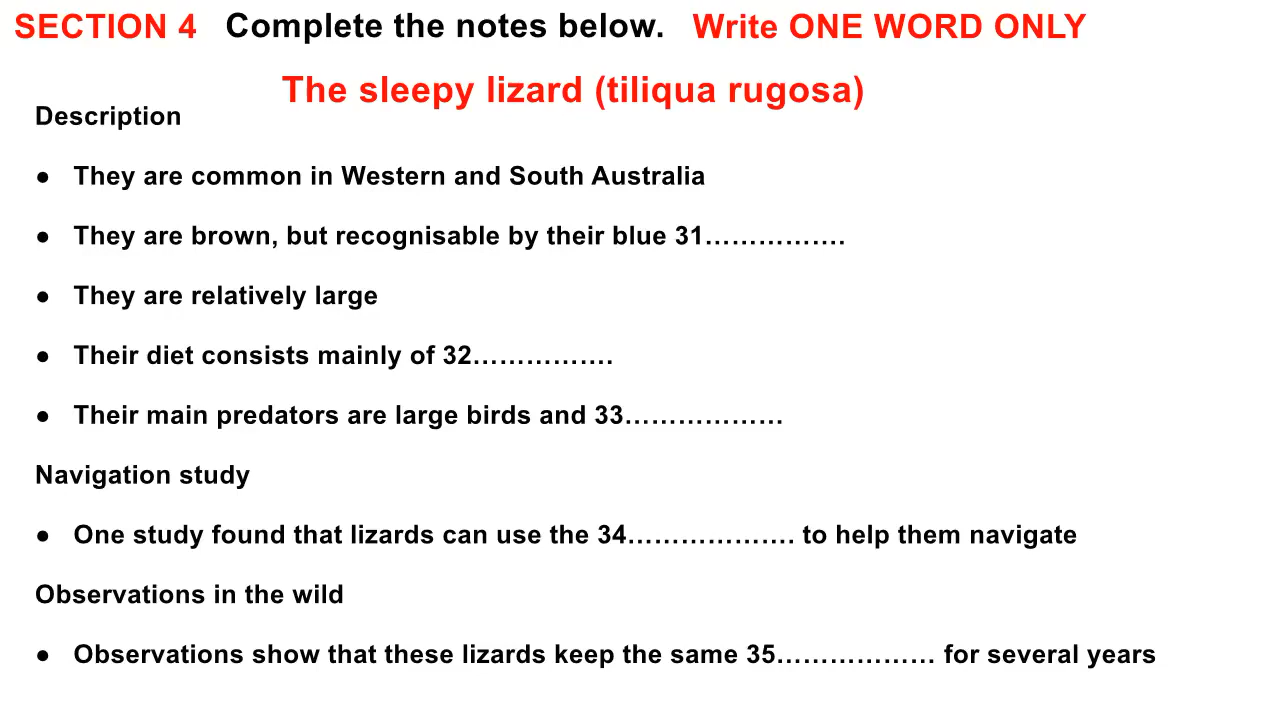 SECTION 4 Complete the notes below. Write ONE WORD ONLY
The sleepy lizard (tiliqua rugosa)
Description
● They are common in Western and South Australia
● They are brown, but recognisable by their blue 31…………….
● They are relatively large
● Their diet consists mainly of 32…………….
● Their main predators are large birds and 33………………
Navigation study
● One study found that lizards can use the 34………………. to help them navigate
Observations in the wild
● Observations show that these lizards keep the same 35……………… for several years